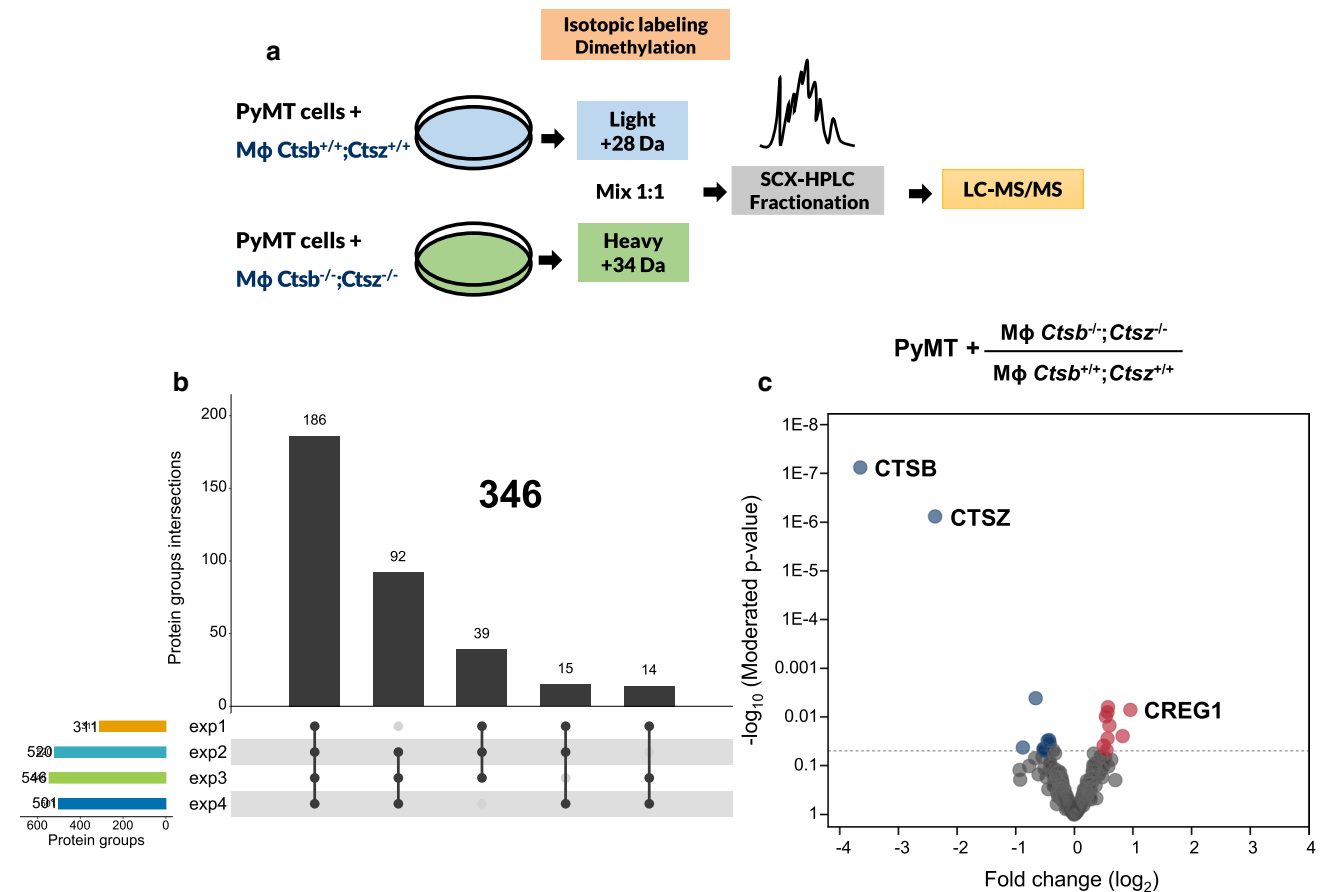 a
Isotopic labeling
Dimethylation
PyMT cells +
Mϕ Ctsb+/+;Ctsz+/+
Light
+28 Da
Mix 1:1
SCX-HPLC
Fractionation
LC-MS/MS
PyMT cells +
Mϕ Ctsb-/-;Ctsz-/-
Heavy
+34 Da
b
Protein groups intersections
200
150
100
50
0
186
92
39
15
14
346
exp1
exp2
exp3
exp4
311
520
546
501
600
400
200
0
Protein groups
PyMT +
Mϕ Ctsb-/-;Ctsz-/-
Mϕ Ctsb+/+;Ctsz+/+
c
-log10 (Moderated p-value)
1E-8
1E-7
1E-6
1E-5
1E-4
0.001
0.01
0.1
1
CTSB
CTSZ
CREG1
-4
-3
-2
-1
0
1
2
3
4
Fold change (log2)